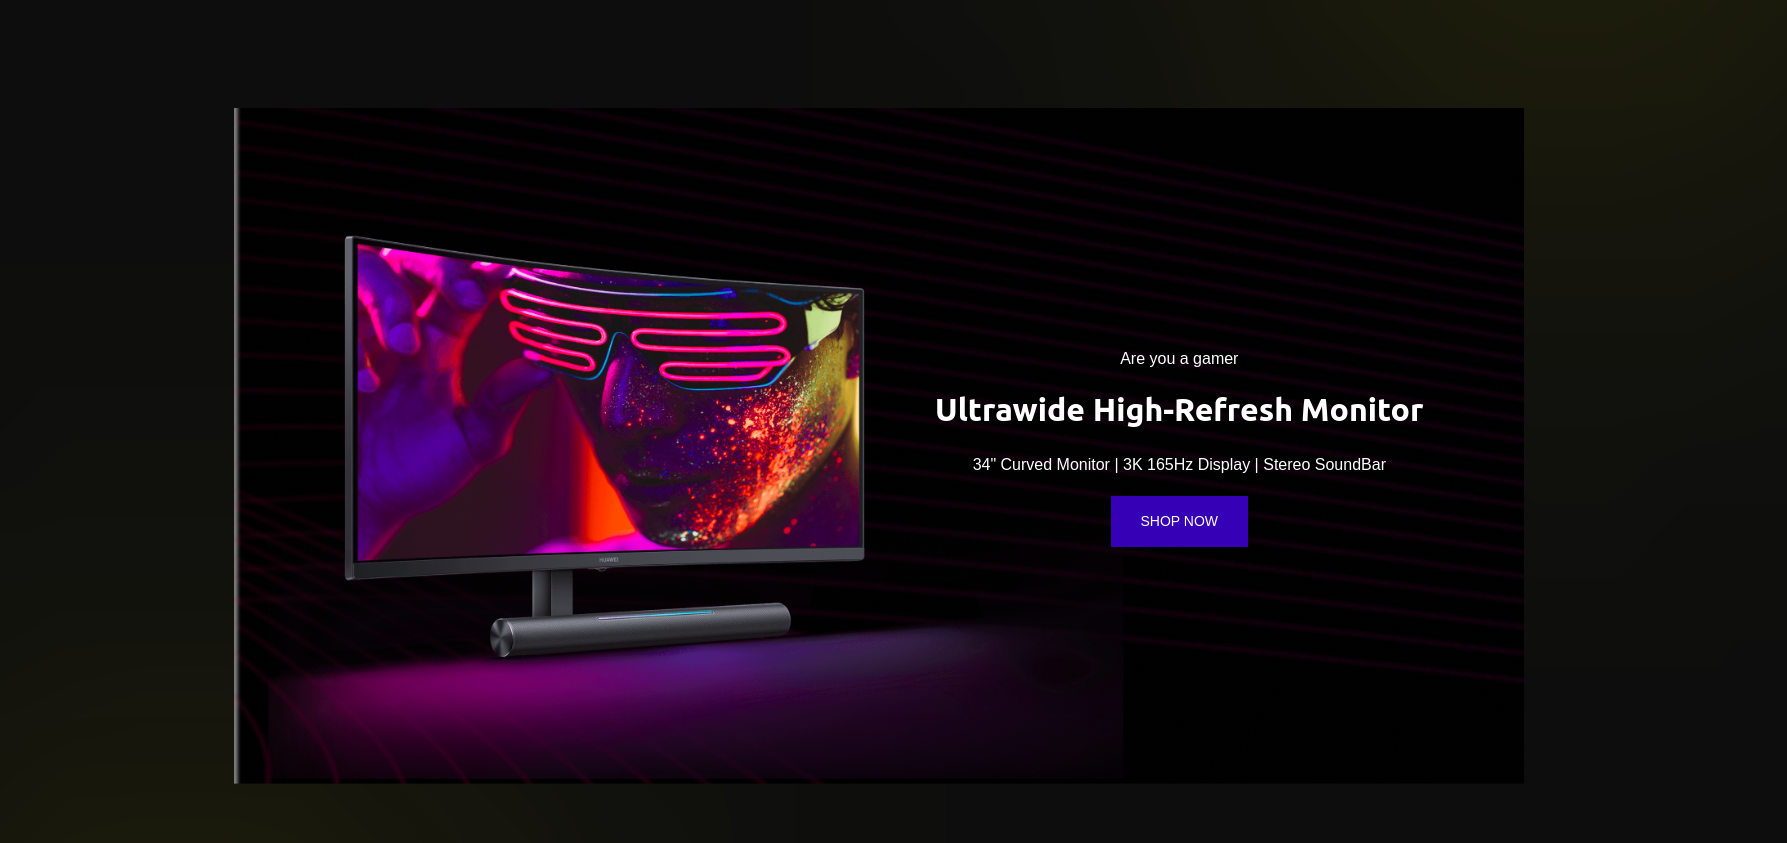 Are you a gamer
Ultrawide High-Refresh Monitor
34" Curved Monitor | 3K 165Hz Display | Stereo SoundBar
SHOP NOW
HUAWEI